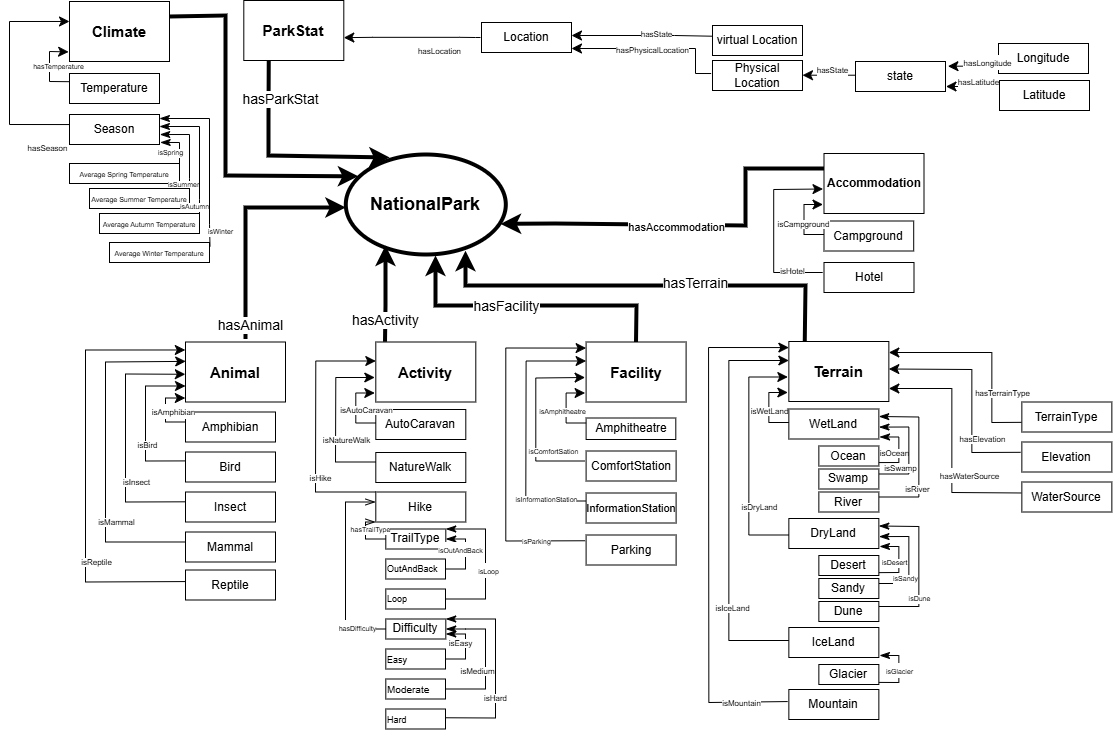 Climate
hasTemperature
Temperature
Season
hasSeason
isSpring
Average Spring Temperature
isSummer
Average Summer Temperature
isAutumn
Average Autumn Temperature
isWinter
Average Winter Temperature
ParkStat
hasParkStat
hasLocation
Location
hasState
virtual Location
hasPhysicalLocation
Physical
Location
hasState
state
hasLongitude
Longitude
hasLatitude
Latitude
NationalPark
hasAccommodation
Accommodation
isCampground
Campground
isHotel
Hotel
hasAnimal
Animal
isAmphibian
Amphibian
isBird
Bird
isInsect
Insect
isMammal
Mammal
isReptile
Reptile
hasActivity
Activity
isAutoCaravan
AutoCaravan
isNatureWalk
NatureWalk
isHike
Hike
hasTrailType
TrailType
isOutAndBack
OutAndBack
isLoop
Loop
hasDifficulty
Difficulty
isEasy
Easy
isMedium
Moderate
isHard
Hard
hasFacility
Facility
isAmphitheatre
Amphitheatre
isComfortSation
ComfortStation
isInformationStation
InformationStation
isParking
Parking
hasTerrain
Terrain
hasTerrainType
TerrainType
hasElevation
Elevation
hasWaterSource
WaterSource
isWetLand
WetLand
Ocean
isOcean
Swamp
isSwamp
River
isRiver
isDryLand
DryLand
Desert
isDesert
Sandy
isSandy
Dune
isDune
isIceLand
IceLand
Glacier
isGlacier
isMountain
Mountain